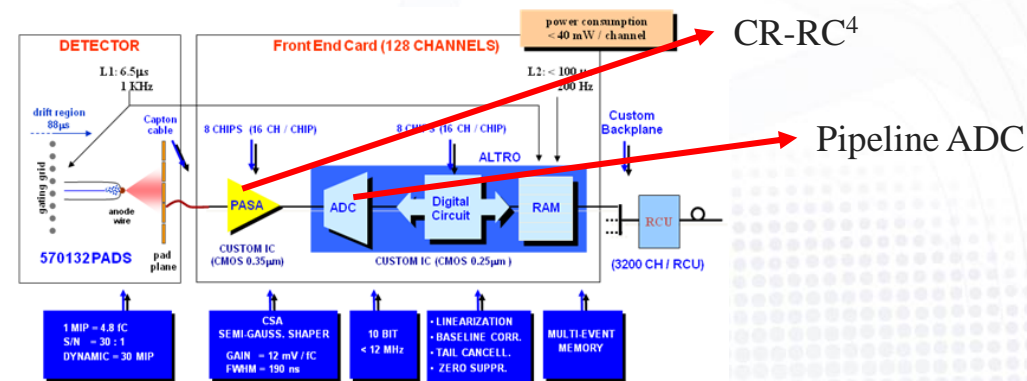 power consumption
< 40 mW / channel
CR-RC⁴
DETECTOR
Front End Card (128 CHANNELS)
L1: 6.5μs
1 KHz
L2: < 100 μs
200 Hz
drift region
88μs
Capton
cable
8 CHIPS (16 CH / CHIP)
8 CHIPS (16 CH / CHIP)
Custom
Backplane
Pipeline ADC
ALTRO
gating grid
PASA
ADC
Digital
Circuit
RAM
RCU
anode
wire
570132 PADS
pad
plane
CUSTOM IC
(CMOS 0.35μm)
CUSTOM IC (CMOS 0.25μm )
(3200 CH / RCU)
1 MIP = 4.8 fC
S/N = 30 : 1
DYNAMIC = 30 MIP
CSA
SEMI-GAUSS. SHAPER
GAIN = 12 mV / fC
FWHM = 190 ns
10 BIT
< 12 MHz
• LINEARIZATION
• BASELINE CORR.
• TAIL CANCELL.
• ZERO SUPPR.
MULTI-EVENT
MEMORY